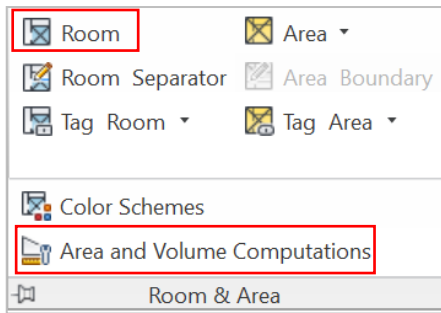 Room Area
Room Separator Area Boundary
Tag Room Tag Area
Color Schemes
Area and Volume Computations
Room & Area